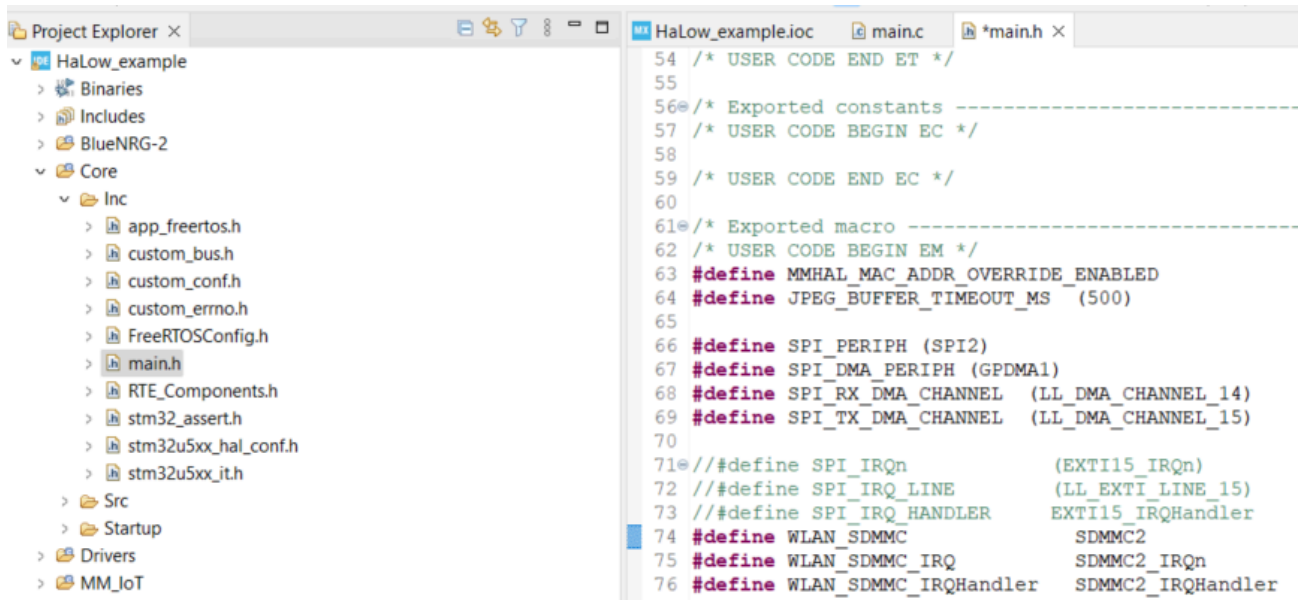 Project Explorer
HaLow_example
Binaries
Includes
BlueNRG-2
Core
Inc
app_freertos.h
custom_bus.h
custom_conf.h
custom_errno.h
FreeRTOSConfig.h
main.h
RTE_Components.h
stm32_assert.h
stm32u5xx_hal_conf.h
stm32u5xx_it.h
Src
Startup
Drivers
MM_IoT
MX HaLow_example.ioc main.c *main.h
54 /* USER CODE END ET */
55
56 /* Exported constants -----------------------------
57 /* USER CODE BEGIN EC */
58
59 /* USER CODE END EC */
60
61 /* Exported macro ---------------------------------
62 /* USER CODE BEGIN EM */
63 #define MMHAL_MAC_ADDR_OVERRIDE_ENABLED
64 #define JPEG_BUFFER_TIMEOUT_MS (500)
65
66 #define SPI_PERIPH (SPI2)
67 #define SPI_DMA_PERIPH (GPDMA1)
68 #define SPI_RX_DMA_CHANNEL (LL_DMA_CHANNEL_14)
69 #define SPI_TX_DMA_CHANNEL (LL_DMA_CHANNEL_15)
70
71 //#define SPI_IRQn (EXTI15_IRQn)
72 //#define SPI_IRQ_LINE (LL_EXTI_LINE_15)
73 //#define SPI_IRQ_HANDLER EXTI15_IRQHandler
74 #define WLAN_SDMMC SDMMC2
75 #define WLAN_SDMMC_IRQ SDMMC2_IRQn
76 #define WLAN_SDMMC_IRQHandler SDMMC2_IRQHandler